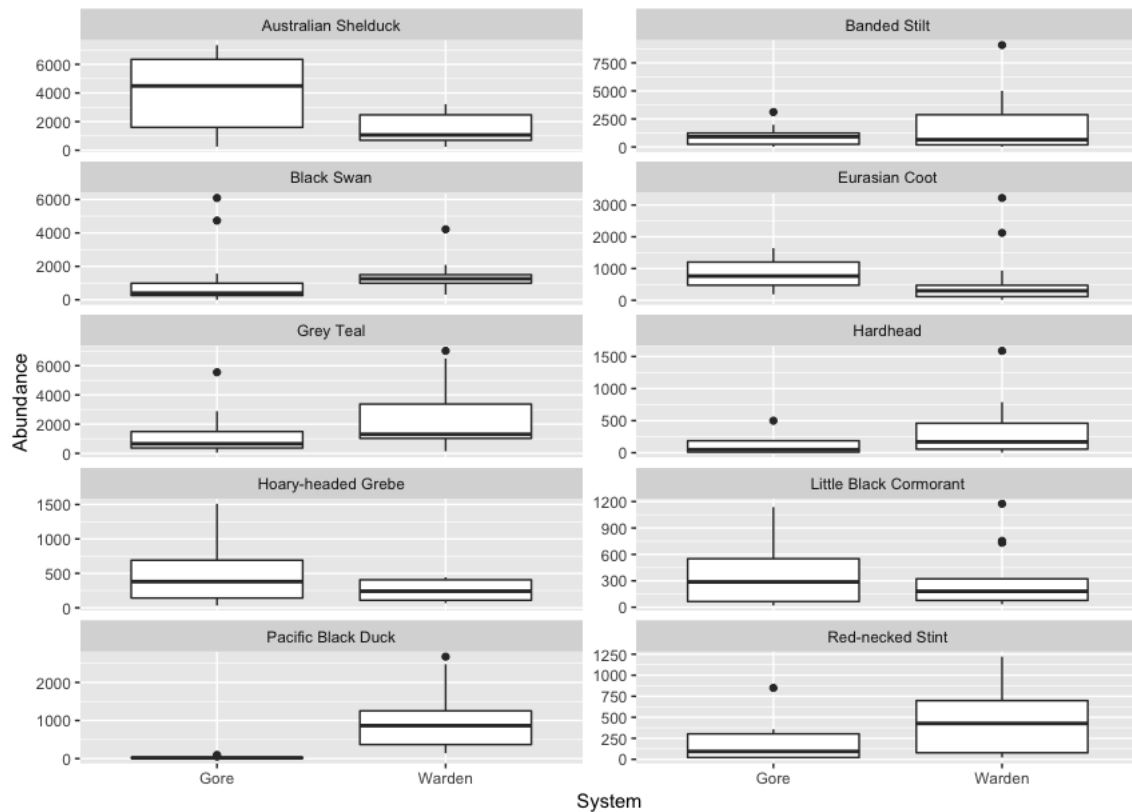 Australian Shelduck
Banded Stilt
6000
4000
2000
0
7500
5000
2500
0
Black Swan
Eurasian Coot
6000
4000
2000
0
3000
2000
1000
0
Grey Teal
Hardhead
6000
4000
2000
0
1500
1000
500
0
Hoary-headed Grebe
Little Black Cormorant
1500
1000
500
0
1200
900
600
300
0
Pacific Black Duck
Red-necked Stint
2000
1000
0
1250
1000
750
500
250
0
Gore
Warden
Gore
Warden
System
Abundance